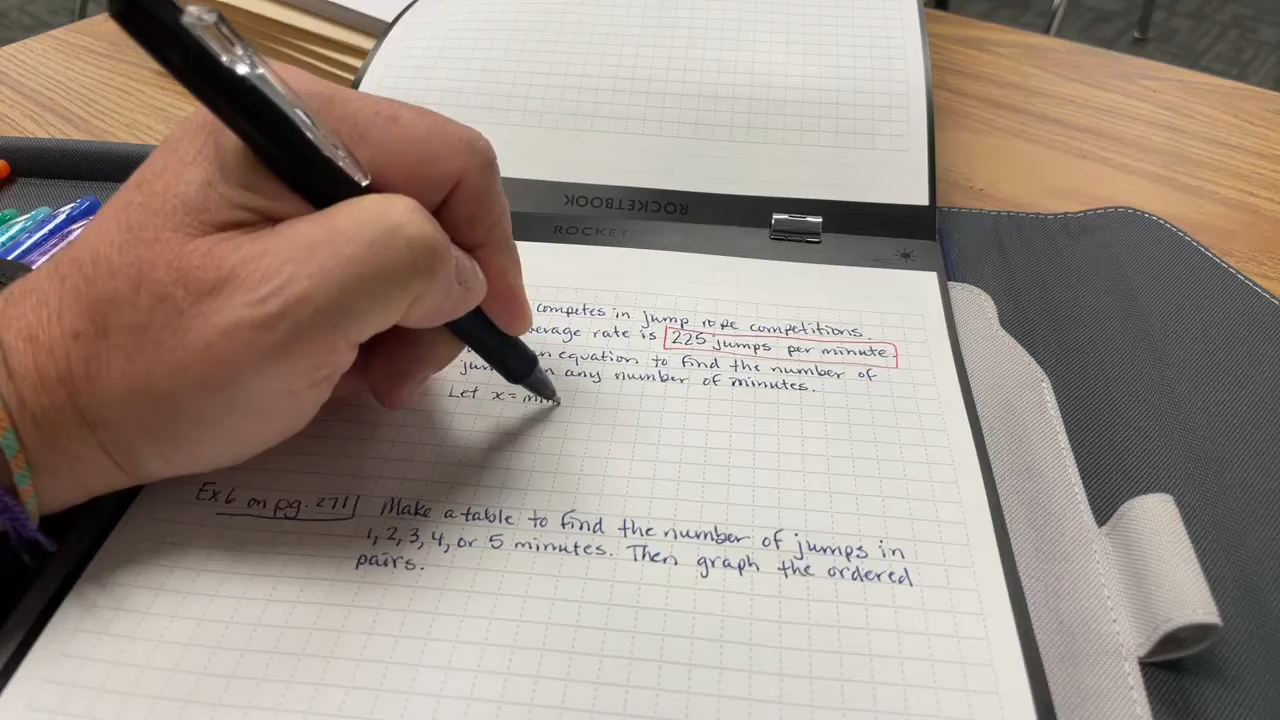 ROCKETBOOK
ROCKET
competes in jump rope competitions.
rate is 225 jumps per minute.
equation to find the number of
any number of minutes.
Let x = min
Ex 6 on pg. 271 Make a table to find the number of jumps in
1, 2, 3, 4, or 5 minutes. Then graph the ordered
pairs.